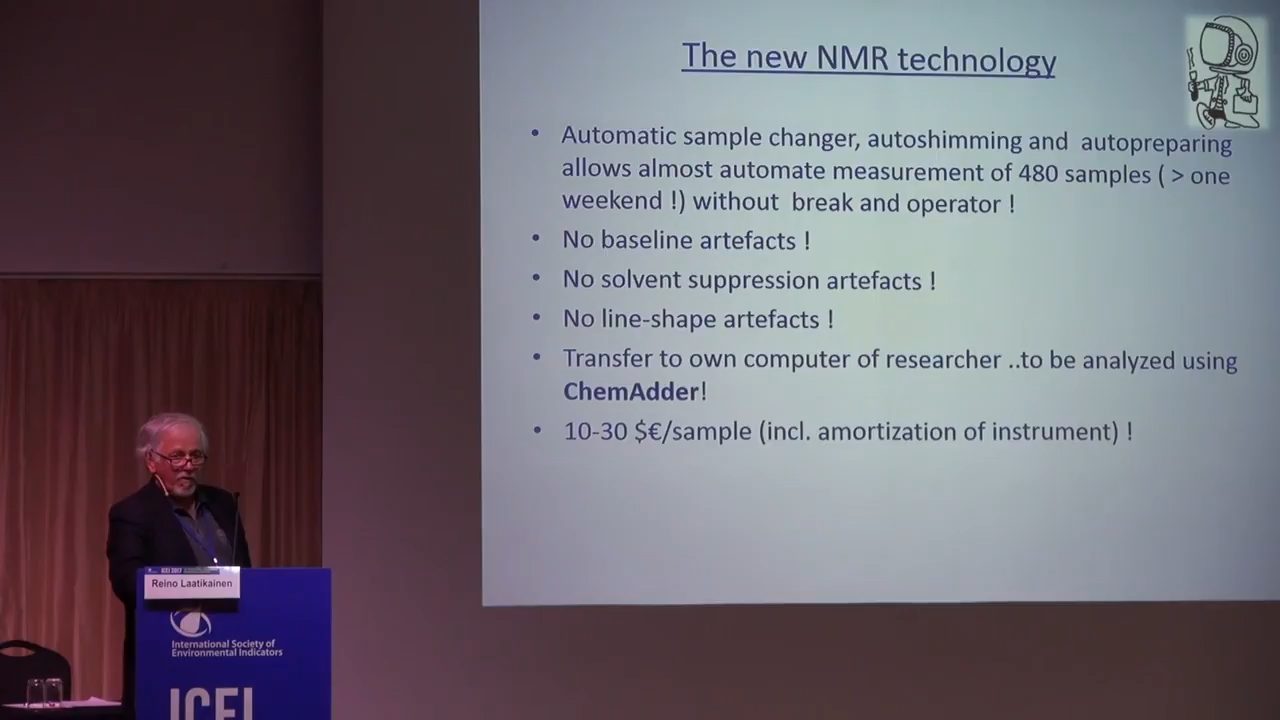 The new NMR technology
• Automatic sample changer, autoshimming and autopreparing
allows almost automate measurement of 480 samples ( > one
weekend !) without break and operator !
• No baseline artefacts !
• No solvent suppression artefacts !
• No line-shape artefacts !
• Transfer to own computer of researcher ..to be analyzed using
ChemAdder!
• 10-30 $€/sample (incl. amortization of instrument) !
ICEI 2017
Reino Laatikainen
International Society of
Environmental Indicators
ICEI